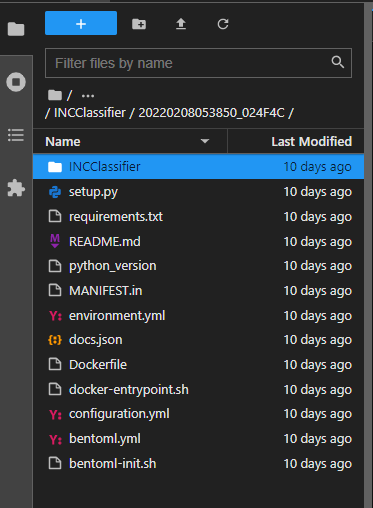 Filter files by name
/ ...
/ INCClassifier / 20220208053850_024F4C /
Name Last Modified
INCClassifier 10 days ago
setup.py 10 days ago
requirements.txt 10 days ago
README.md 10 days ago
python_version 10 days ago
MANIFEST.in 10 days ago
environment.yml 10 days ago
docs.json 10 days ago
Dockerfile 10 days ago
docker-entrypoint.sh 10 days ago
configuration.yml 10 days ago
bentoml.yml 10 days ago
bentoml-init.sh 10 days ago